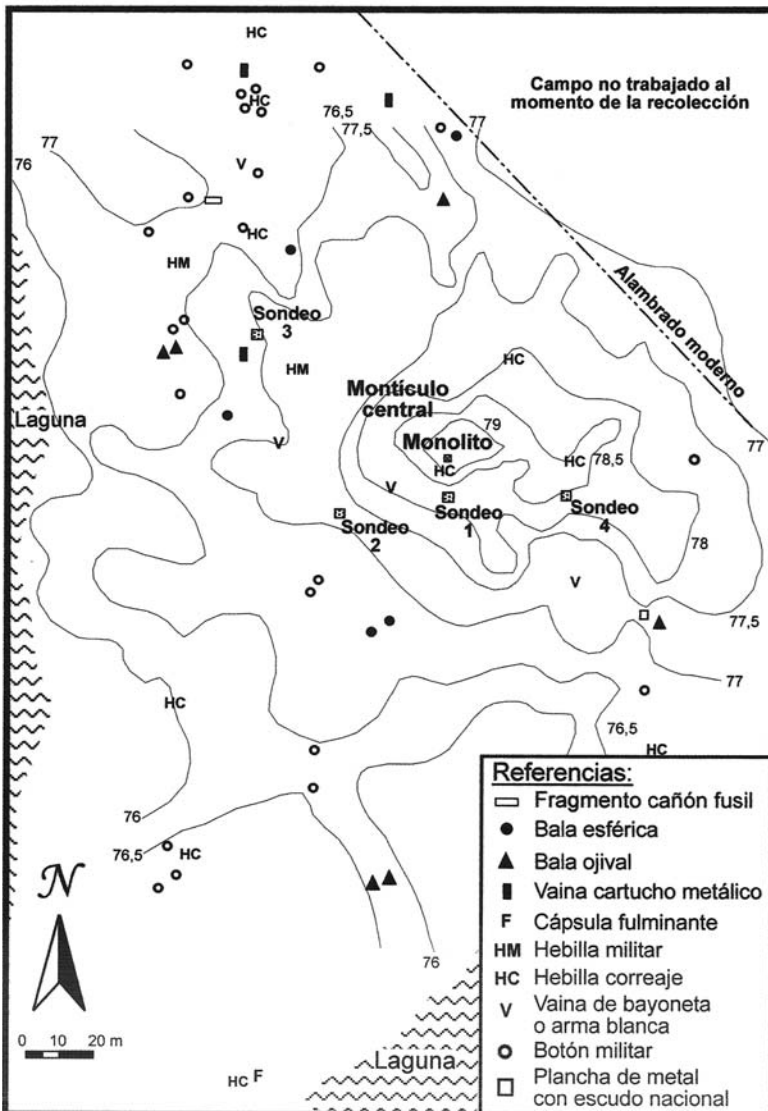 HC
Campo no trabajado al
momento de la recolección
HC
76,5
77,5
77
77
76
V
HC
HM
Alambrado moderno
Sondeo
3
HM
HC
Montículo
central
Laguna
79
Monolito
HC
HC
78,5
77
V
V
Sondeo
1
Sondeo
4
Sondeo
2
78
V
77,5
77
HC
76,5
HC
76
76,5
HC
N
76
0 10 20 m
Laguna
HC F
Referencias:
Fragmento cañón fusil
Bala esférica
Bala ojival
Vaina cartucho metálico
F Cápsula fulminante
HM Hebilla militar
HC Hebilla correaje
V Vaina de bayoneta
o arma blanca
Botón militar
Plancha de metal
con escudo nacional